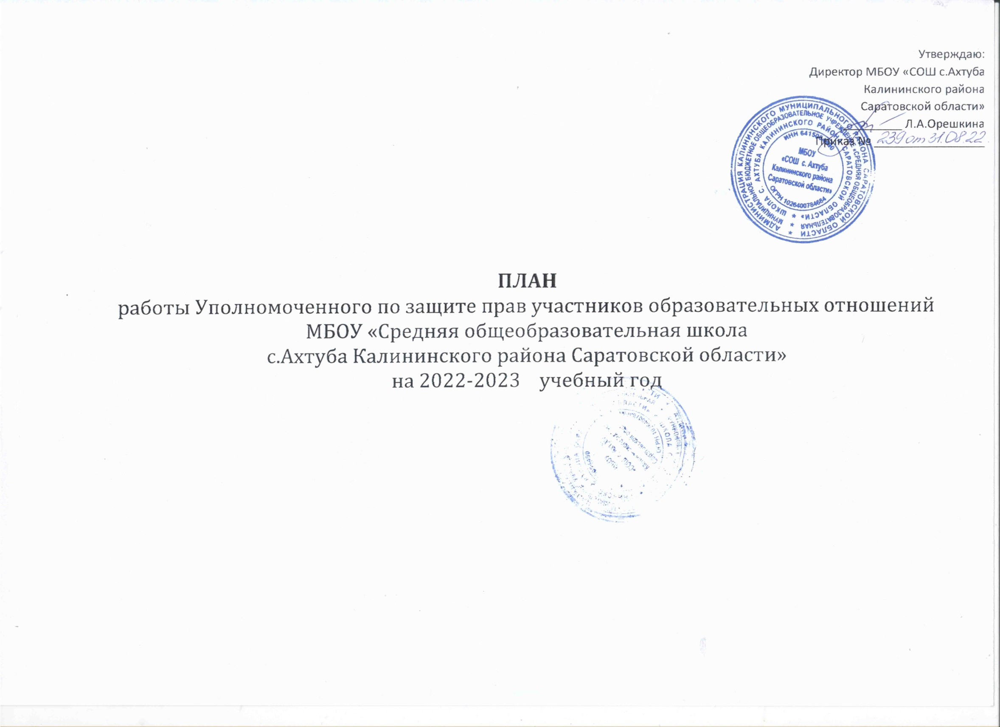 Утверждаю:
Директор МБОУ «СОШ с.Ахтуба
Калининского района
Саратовской области»
Л.А.Орешкина
Приказ № 239 от 31.08.22
АДМИНИСТРАЦИЯ КАЛИНИНСКОГО МУНИЦИПАЛЬНОГО РАЙОНА САРАТОВСКОЙ ОБЛАСТИ *
МУНИЦИПАЛЬНОЕ БЮДЖЕТНОЕ ОБЩЕОБРАЗОВАТЕЛЬНОЕ УЧРЕЖДЕНИЕ «СРЕДНЯЯ ОБЩЕОБРАЗОВАТЕЛЬНАЯ *
ШКОЛА С. АХТУБА КАЛИНИНСКОГО РАЙОНА САРАТОВСКОЙ ОБЛАСТИ» *
ИНН
МБОУ
«СОШ с. Ахтуба
Калининского района
Саратовской области»
ОГРН 1026400784684
ПЛАН
работы Уполномоченного по защите прав участников образовательных отношений
МБОУ «Средняя общеобразовательная школа
с.Ахтуба Калининского района Саратовской области»
на 2022-2023 учебный год